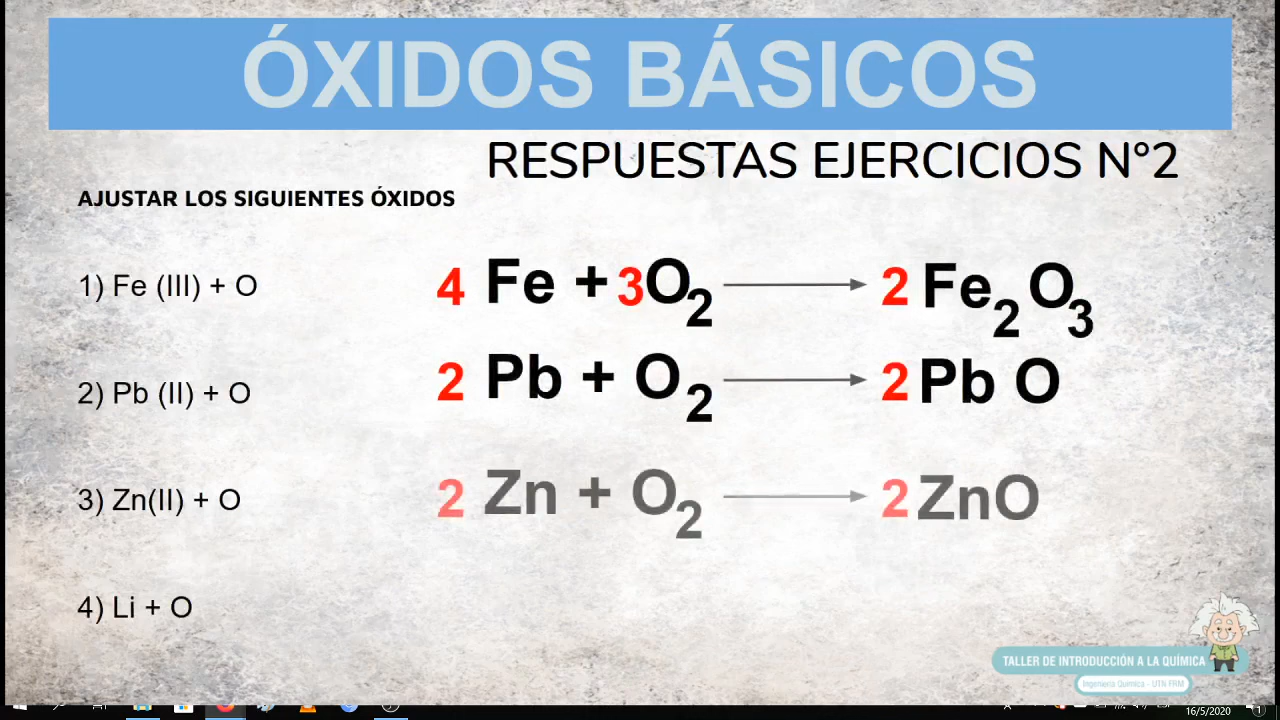 ÓXIDOS BÁSICOS
RESPUESTAS EJERCICIOS N°2
AJUSTAR LOS SIGUIENTES ÓXIDOS
1) Fe (III) + O
4 Fe + 3O2 → 2 Fe2O3
2) Pb (II) + O
2 Pb + O2 → 2 Pb O
3) Zn(II) + O
2 Zn + O2 → 2 ZnO
4) Li + O
TALLER DE INTRODUCCIÓN A LA QUÍMICA
Ingeniería Química - UTN FRM
16/5/2020
1